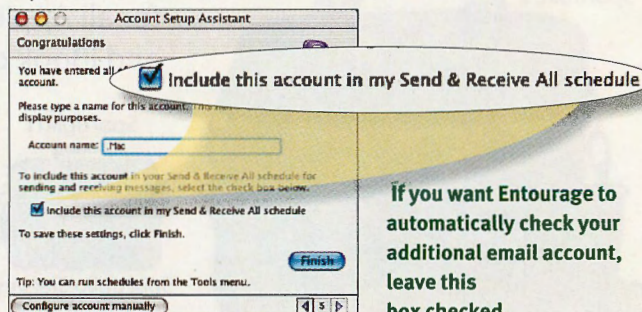 Account Setup Assistant
Congratulations
You have entered all
account.
Include this account in my Send & Receive All schedule
Please type a name for this account.
display purposes.
Account name: .Mac
To include this account in your Send & Receive All schedule for
sending and receiving messages, select the check box below.
Include this account in my Send & Receive All schedule
To save these settings, click Finish.
Finish
Tip: You can run schedules from the Tools menu.
Configure account manually
5
If you want Entourage to
automatically check your
additional email account,
leave this
box checked